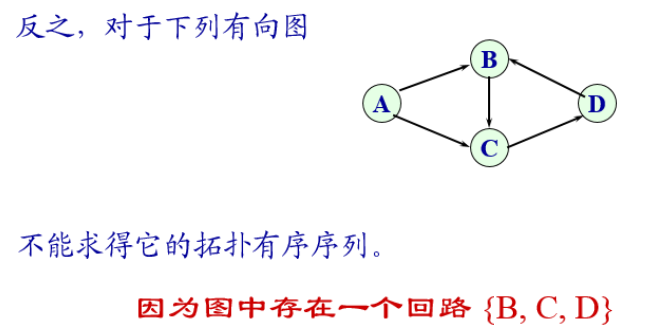 反之，对于下列有向图
B
A
D
C
不能求得它的拓扑有序序列。
因为图中存在一个回路 {B, C, D}